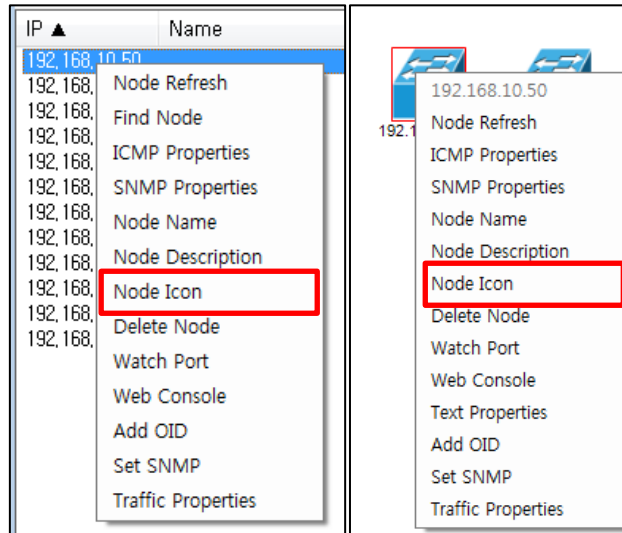 IP ▲ Name
192,168,10,50
192,168,
192,168,
192,168,
192,168,
192,168,
192,168,
192,168,
192,168,
192,168,
192,168,
192,168,
Node Refresh
Find Node
ICMP Properties
SNMP Properties
Node Name
Node Description
Node Icon
Delete Node
Watch Port
Web Console
Add OID
Set SNMP
Traffic Properties
192.1
192.168.10.50
Node Refresh
ICMP Properties
SNMP Properties
Node Name
Node Description
Node Icon
Delete Node
Watch Port
Web Console
Text Properties
Add OID
Set SNMP
Traffic Properties